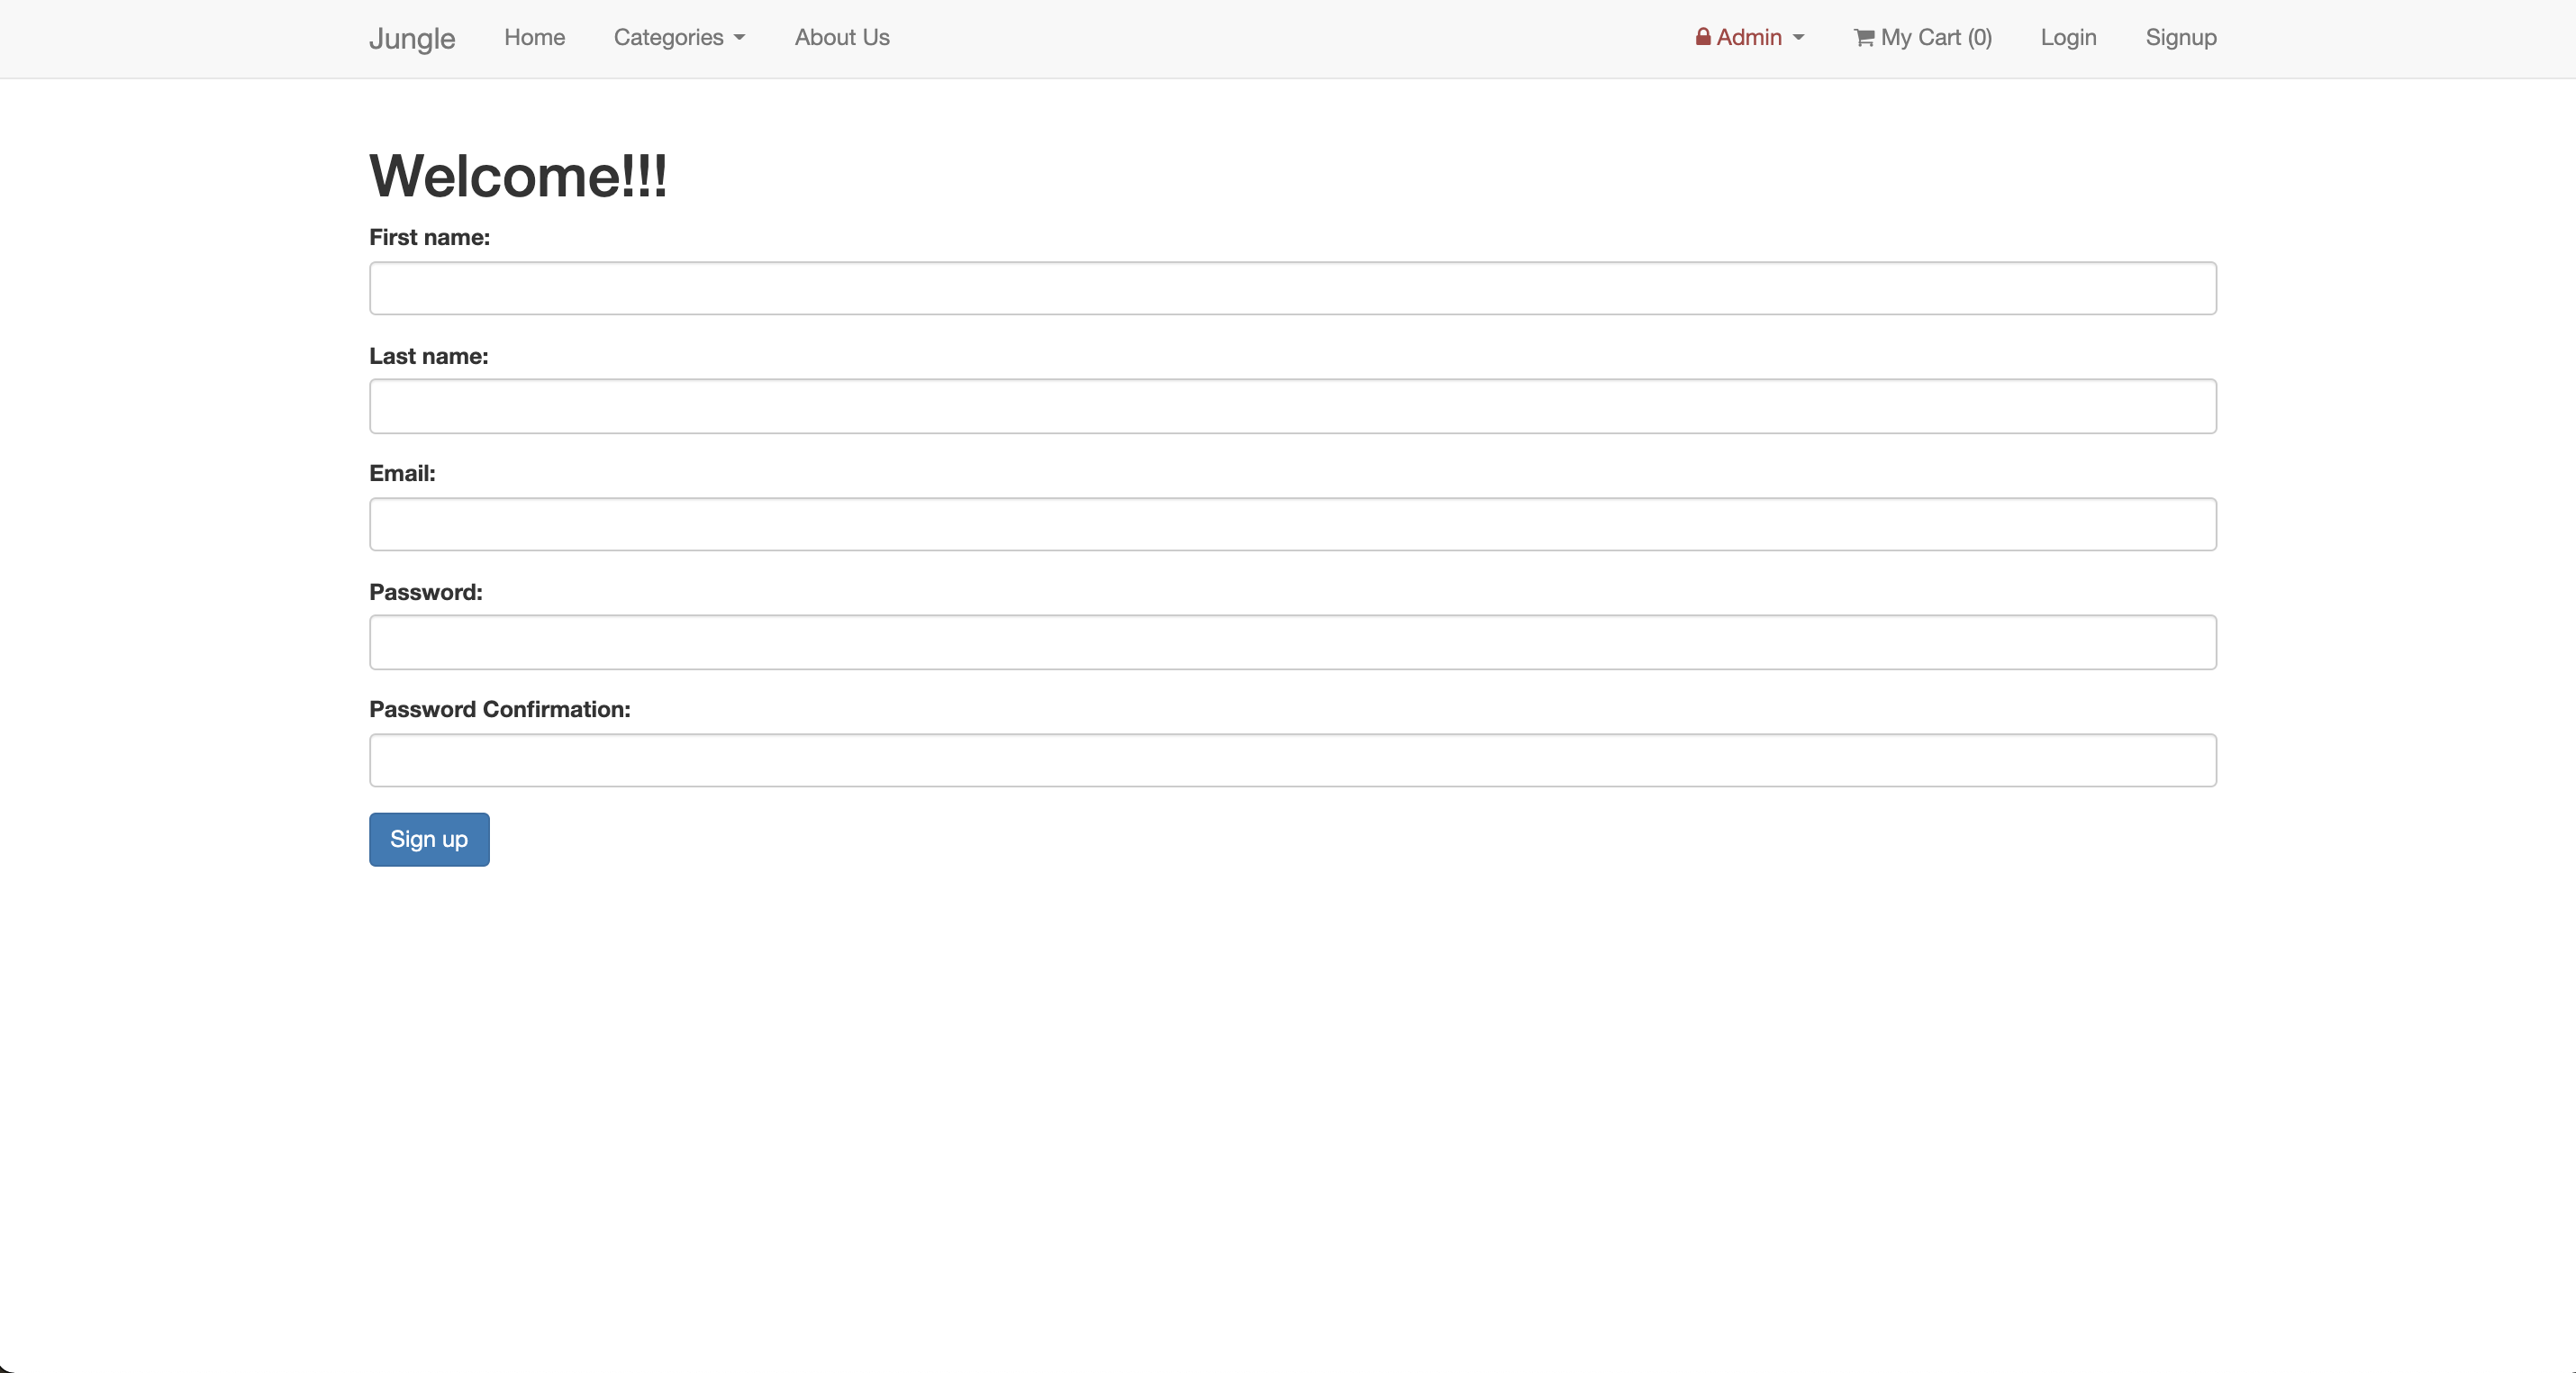 Jungle Home Categories About Us Admin My Cart (0) Login Signup
Welcome!!!
First name:
Last name:
Email:
Password:
Password Confirmation:
Sign up